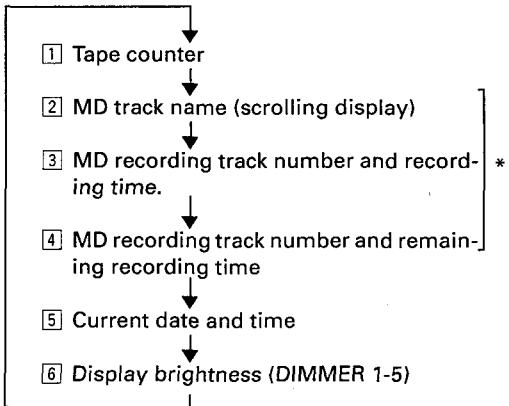 1 Tape counter
2 MD track name (scrolling display)
3 MD recording track number and record-
ing time.
*
4 MD recording track number and remain-
ing recording time
5 Current date and time
6 Display brightness (DIMMER 1-5)